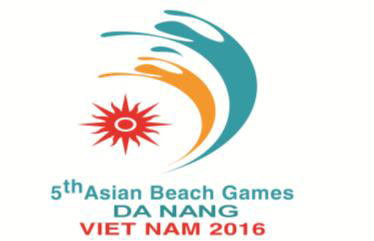 5th Asian Beach Games
DA NANG
VIET NAM 2016